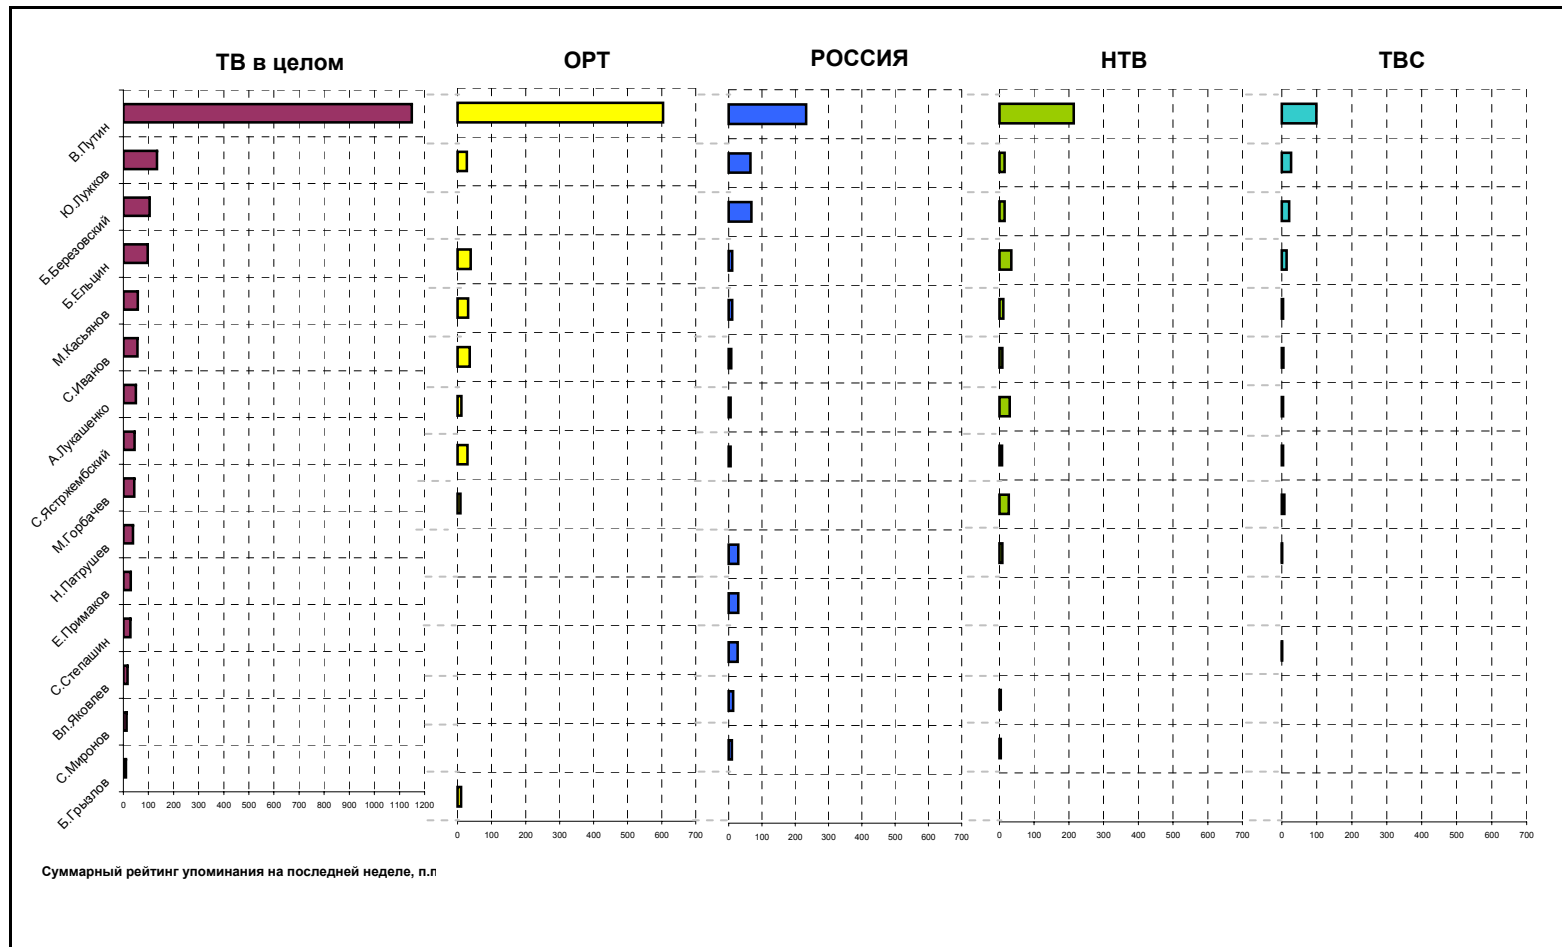 ТВ в целом
ОРТ
РОССИЯ
НТВ
ТВС
В.Путин
Ю.Лужков
Б.Березовский
Б.Ельцин
М.Касьянов
С.Иванов
А.Лукашенко
С.Ястржембский
М.Горбачев
Н.Патрушев
Е.Примаков
С.Степашин
Вл.Яковлев
С.Миронов
Б.Грызлов
0 100 200 300 400 500 600 700 800 900 1000 1100 1200
0 100 200 300 400 500 600 700
0 100 200 300 400 500 600 700
0 100 200 300 400 500 600 700
0 100 200 300 400 500 600 700
Суммарный рейтинг упоминания на последней неделе, п.п